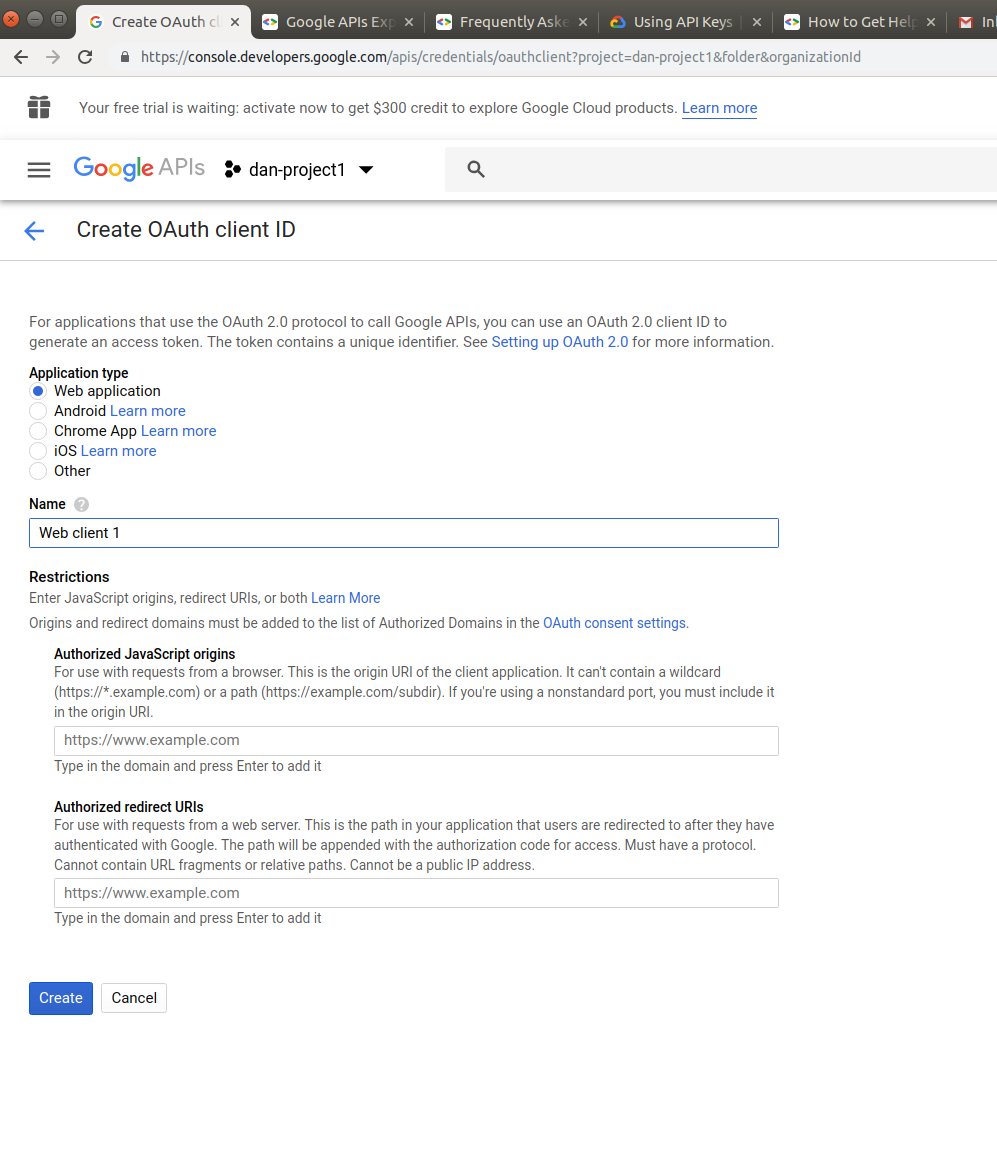 Create OAuth cl
Google APIs Exp
Frequently Aske
Using API Keys
How to Get Help
https://console.developers.google.com/apis/credentials/oauthclient?project=dan-project1&folder&organizationId
Your free trial is waiting: activate now to get $300 credit to explore Google Cloud products. Learn more
Google APIs dan-project1
Create OAuth client ID
For applications that use the OAuth 2.0 protocol to call Google APIs, you can use an OAuth 2.0 client ID to
generate an access token. The token contains a unique identifier. See Setting up OAuth 2.0 for more information.
Application type
Web application
Android Learn more
Chrome App Learn more
iOS Learn more
Other
Name ?
Web client 1
Restrictions
Enter JavaScript origins, redirect URIs, or both Learn More
Origins and redirect domains must be added to the list of Authorized Domains in the OAuth consent settings.
Authorized JavaScript origins
For use with requests from a browser. This is the origin URI of the client application. It can't contain a wildcard
(https://*.example.com) or a path (https://example.com/subdir). If you're using a nonstandard port, you must include it
in the origin URI.
https://www.example.com
Type in the domain and press Enter to add it
Authorized redirect URIs
For use with requests from a web server. This is the path in your application that users are redirected to after they have
authenticated with Google. The path will be appended with the authorization code for access. Must have a protocol.
Cannot contain URL fragments or relative paths. Cannot be a public IP address.
https://www.example.com
Type in the domain and press Enter to add it
Create Cancel